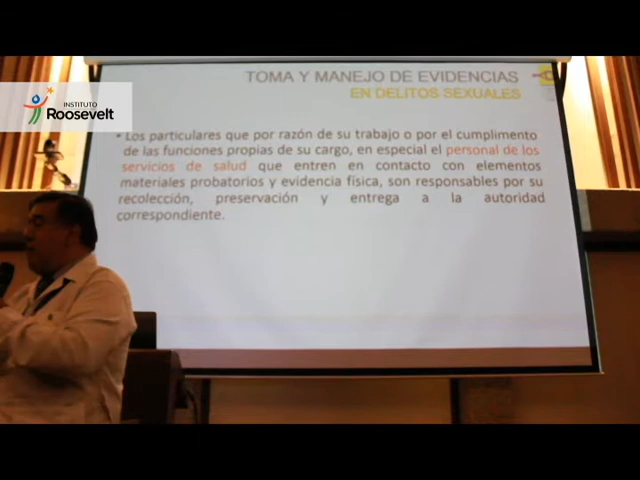 INSTITUTO
Roosevelt
TOMA Y MANEJO DE EVIDENCIAS
EN DELITOS SEXUALES
• Los particulares que por razón de su trabajo o por el cumplimento
de las funciones propias de su cargo, en especial el personal de los
servicios de salud que entren en contacto con elementos
materiales probatorios y evidencia física, son responsables por su
recolección, preservación y entrega a la autoridad
correspondiente.